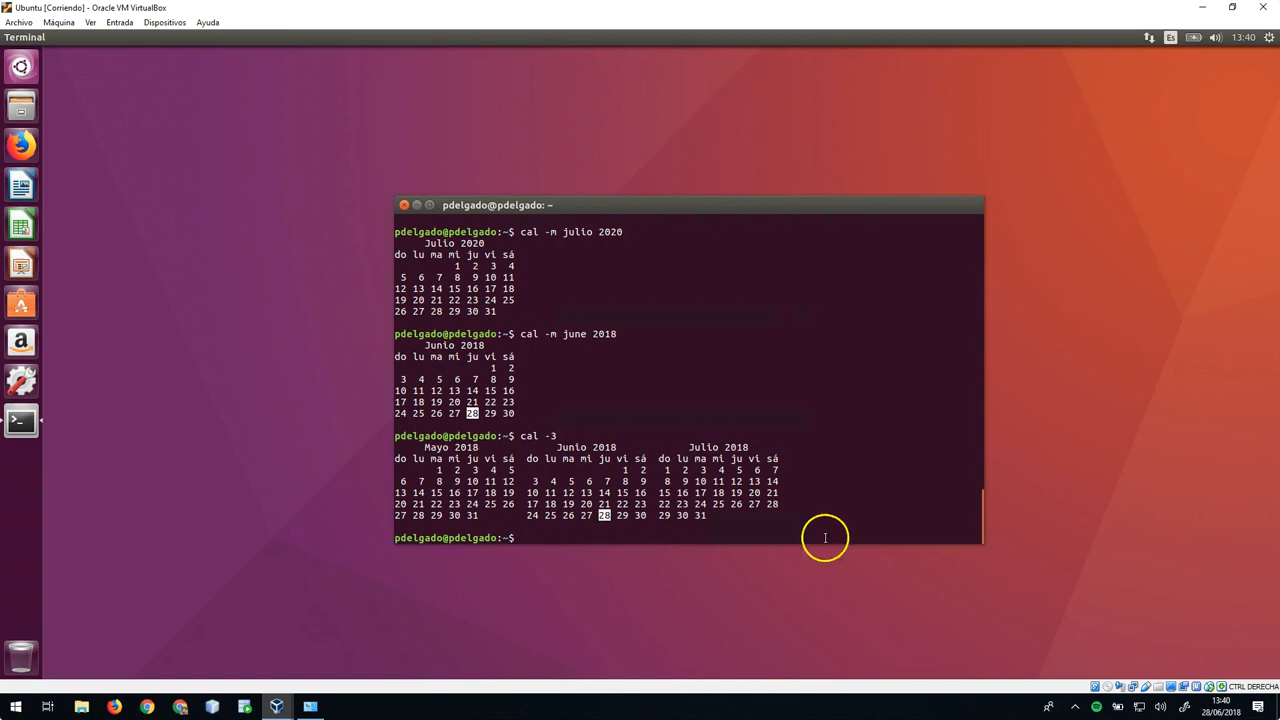 Ubuntu [Corriendo] - Oracle VM VirtualBox
Archivo Máquina Ver Entrada Dispositivos Ayuda
Terminal Es 13:40
pdelgado@pdelgado: ~
pdelgado@pdelgado:~$ cal -m julio 2020
Julio 2020
do lu ma mi ju vi sá
1 2 3 4
5 6 7 8 9 10 11
12 13 14 15 16 17 18
19 20 21 22 23 24 25
26 27 28 29 30 31
pdelgado@pdelgado:~$ cal -m june 2018
Junio 2018
do lu ma mi ju vi sá
1 2
3 4 5 6 7 8 9
10 11 12 13 14 15 16
17 18 19 20 21 22 23
24 25 26 27 28 29 30
pdelgado@pdelgado:~$ cal -3
Mayo 2018 Junio 2018 Julio 2018
do lu ma mi ju vi sá do lu ma mi ju vi sá do lu ma mi ju vi sá
1 2 3 4 5 1 2 1 2 3 4 5 6 7
6 7 8 9 10 11 12 3 4 5 6 7 8 9 8 9 10 11 12 13 14
13 14 15 16 17 18 19 10 11 12 13 14 15 16 15 16 17 18 19 20 21
20 21 22 23 24 25 26 17 18 19 20 21 22 23 22 23 24 25 26 27 28
27 28 29 30 31 24 25 26 27 28 29 30 29 30 31
pdelgado@pdelgado:~$
CTRL DERECHA
13:40
28/06/2018